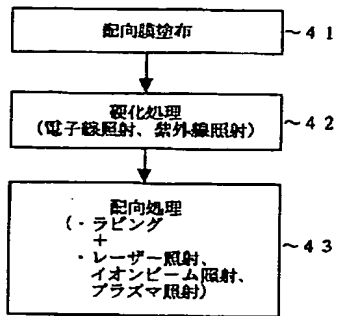 配向膜塗布
~41
硬化処理
(電子線照射、紫外線照射)
~42
配向処理
(・ラビング
+
・レーザー照射、
イオンビーム照射、
プラズマ照射)
~43